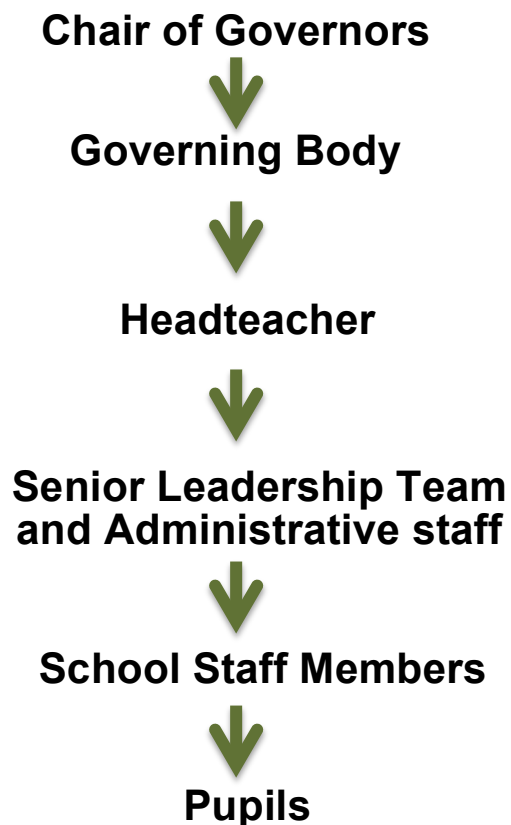 Chair of Governors
Governing Body
Headteacher
Senior Leadership Team
and Administrative staff
School Staff Members
Pupils